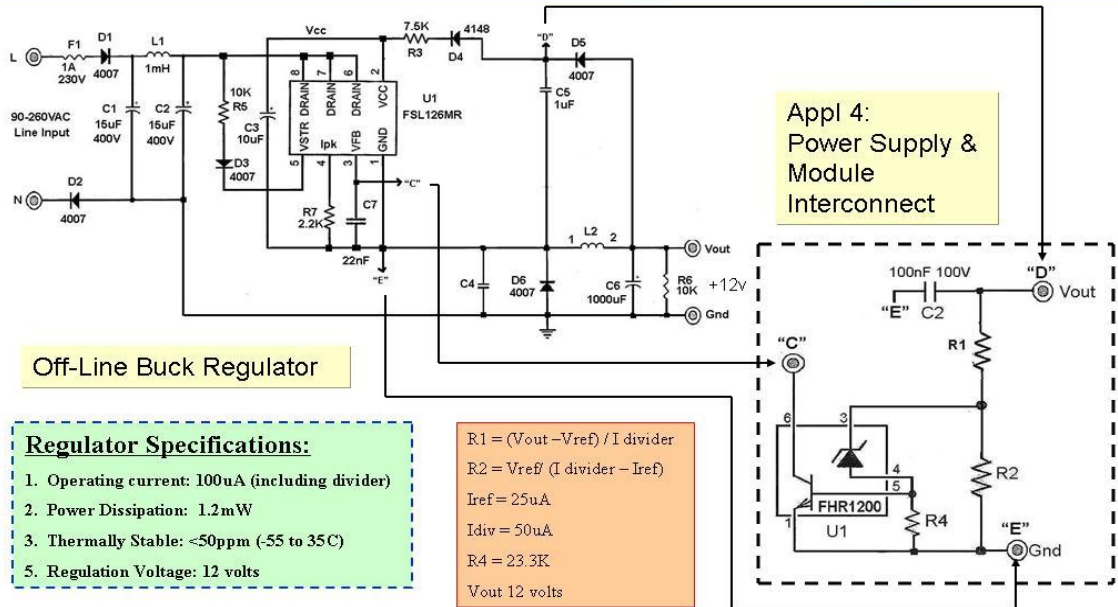 4148
7.5K
R3
D4
Vcc
"D"
D5
4007
L
F1
1A
230V
D1
4007
L1
1mH
8
7
6
2
DRAIN
DRAIN
DRAIN
VCC
U1
FSL126MR
VSTR
Ipk
VFB
GND
5
4
3
1
10K
R5
C3
10uF
C5
1uF
90-260VAC
Line Input
C1
15uF
400V
C2
15uF
400V
D3
4007
"C"
D2
4007
N
R7
2.2K
C7
22nF
"E"
1
L2
2
Vout
C4
D6
4007
C6
1000uF
R6
10K
+12v
Gnd
Appl 4:
Power Supply &
Module
Interconnect
100nF 100V
"E"
C2
"D"
Vout
R1
"C"
6
3
4
5
FHR1200
1
U1
R4
R2
"E"
Gnd
Off-Line Buck Regulator
Regulator Specifications:
1. Operating current: 100uA (including divider)
2. Power Dissipation: 1.2mW
3. Thermally Stable: <50ppm (-55 to 35C)
5. Regulation Voltage: 12 volts
R1 = (Vout –Vref) / I divider
R2 = Vref/ (I divider – Iref)
Iref = 25uA
Idiv = 50uA
R4 = 23.3K
Vout 12 volts